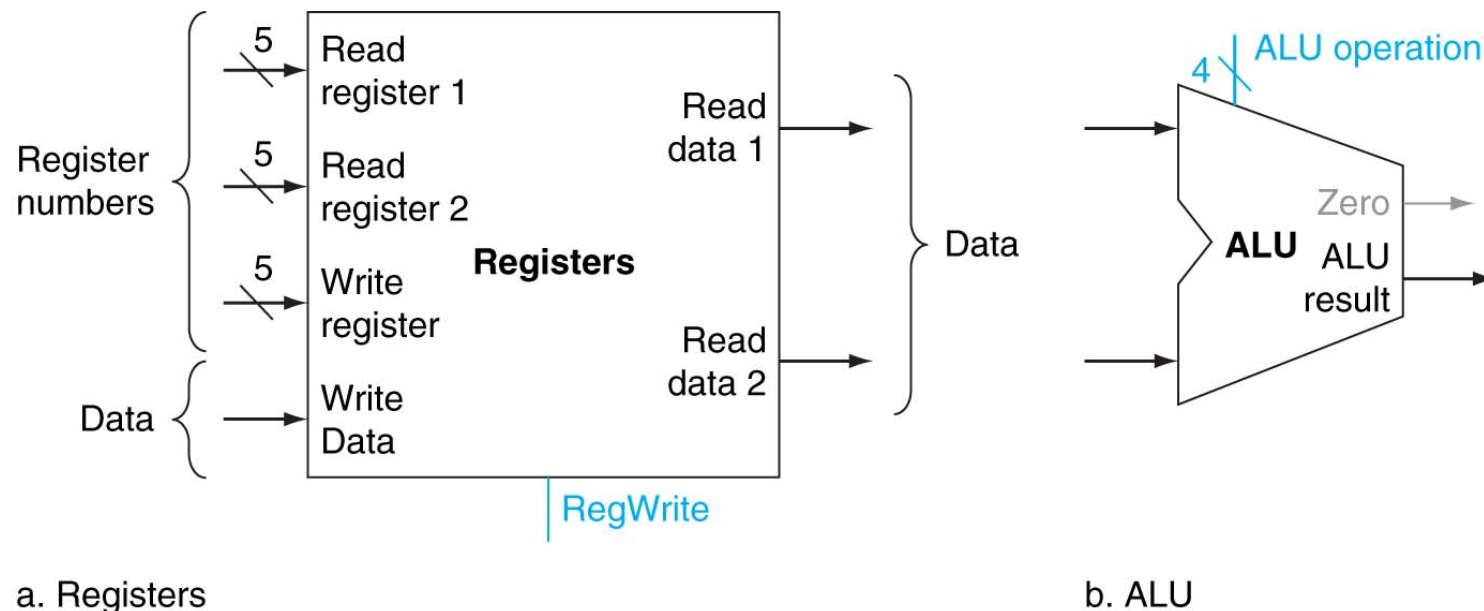 Register
numbers
Data
5
Read
register 1
5
Read
register 2
5
Write
register
Write
Data
Registers
Read
data 1
Read
data 2
RegWrite
Data
a. Registers
4
ALU operation
Zero
ALU
ALU
result
b. ALU